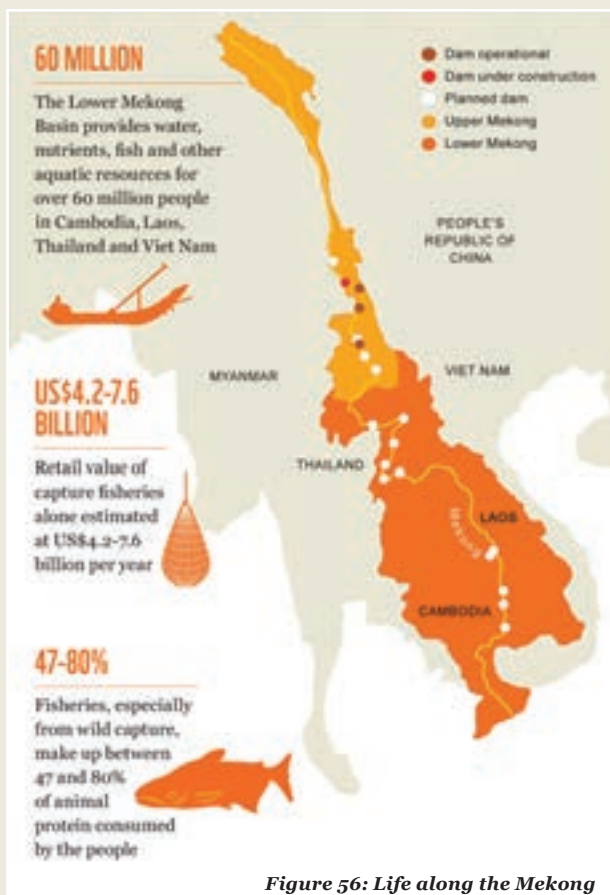 60 MILLION
The Lower Mekong
Basin provides water,
nutrients, fish and other
aquatic resources for
over 60 million people
in Cambodia, Laos,
Thailand and Viet Nam
Dam operational
Dam under construction
Planned dam
Upper Mekong
Lower Mekong
PEOPLE'S
REPUBLIC OF
CHINA
MYANMAR
VIET NAM
THAILAND
LAOS
Mekong
CAMBODIA
US$4.2-7.6
BILLION
Retail value of
capture fisheries
alone estimated
at US$4.2-7.6
billion per year
47-80%
Fisheries, especially
from wild capture,
make up between
47 and 80%
of animal
protein consumed
by the people
Figure 56: Life along the Mekong